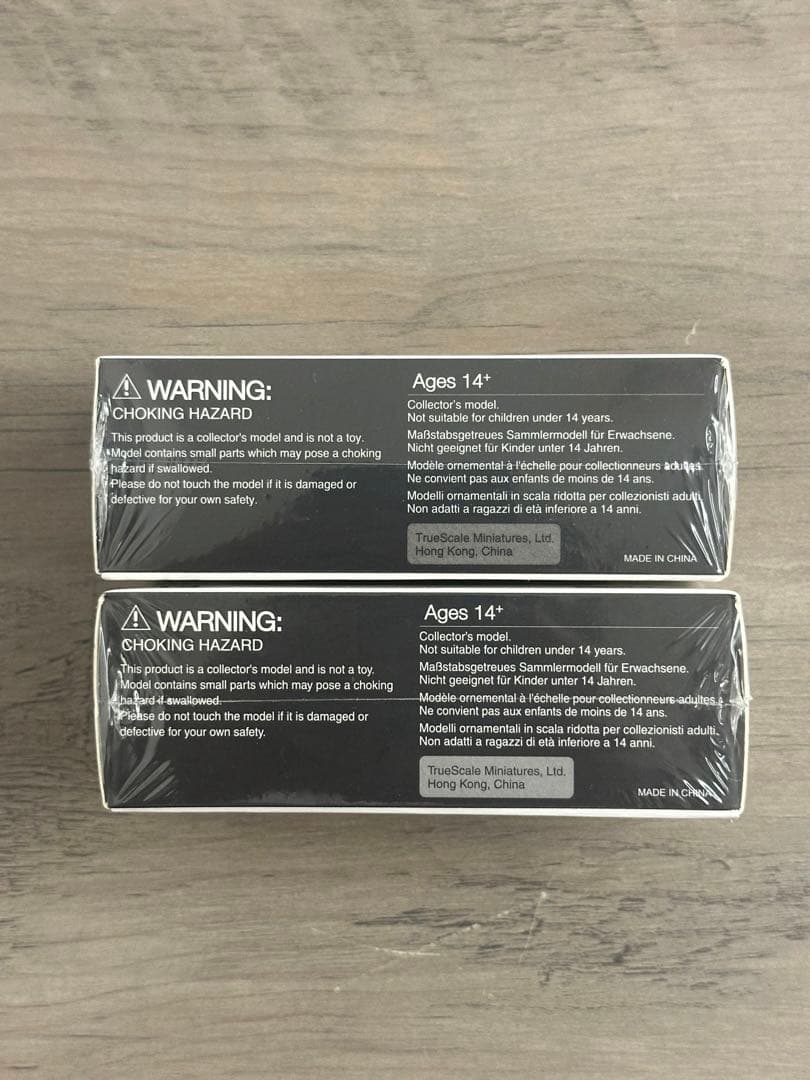 WARNING:
CHOKING HAZARD
This product is a collector's model and is not a toy.
Model contains small parts which may pose a choking
hazard if swallowed.
Please do not touch the model if it is damaged or
defective for your own safety.
Ages 14+
Collector's model.
Not suitable for children under 14 years.
Maßstabsgetreues Sammlermodell für Erwachsene.
Nicht geeignet für Kinder unter 14 Jahren.
Modèle ornemental à l'échelle pour collectionneurs adultes.
Ne convient pas aux enfants de moins de 14 ans.
Modelli ornamentali in scala ridotta per collezionisti adulti.
Non adatti a ragazzi di età inferiore a 14 anni.
TrueScale Miniatures, Ltd.
Hong Kong, China
MADE IN CHINA
WARNING:
CHOKING HAZARD
This product is a collector's model and is not a toy.
Model contains small parts which may pose a choking
hazard if swallowed.
Please do not touch the model if it is damaged or
defective for your own safety.
Ages 14+
Collector's model.
Not suitable for children under 14 years.
Maßstabsgetreues Sammlermodell für Erwachsene.
Nicht geeignet für Kinder unter 14 Jahren.
Modèle ornemental à l'échelle pour collectionneurs adultes.
Ne convient pas aux enfants de moins de 14 ans.
Modelli ornamentali in scala ridotta per collezionisti adulti.
Non adatti a ragazzi di età inferiore a 14 anni.
TrueScale Miniatures, Ltd.
Hong Kong, China
MADE IN CHINA